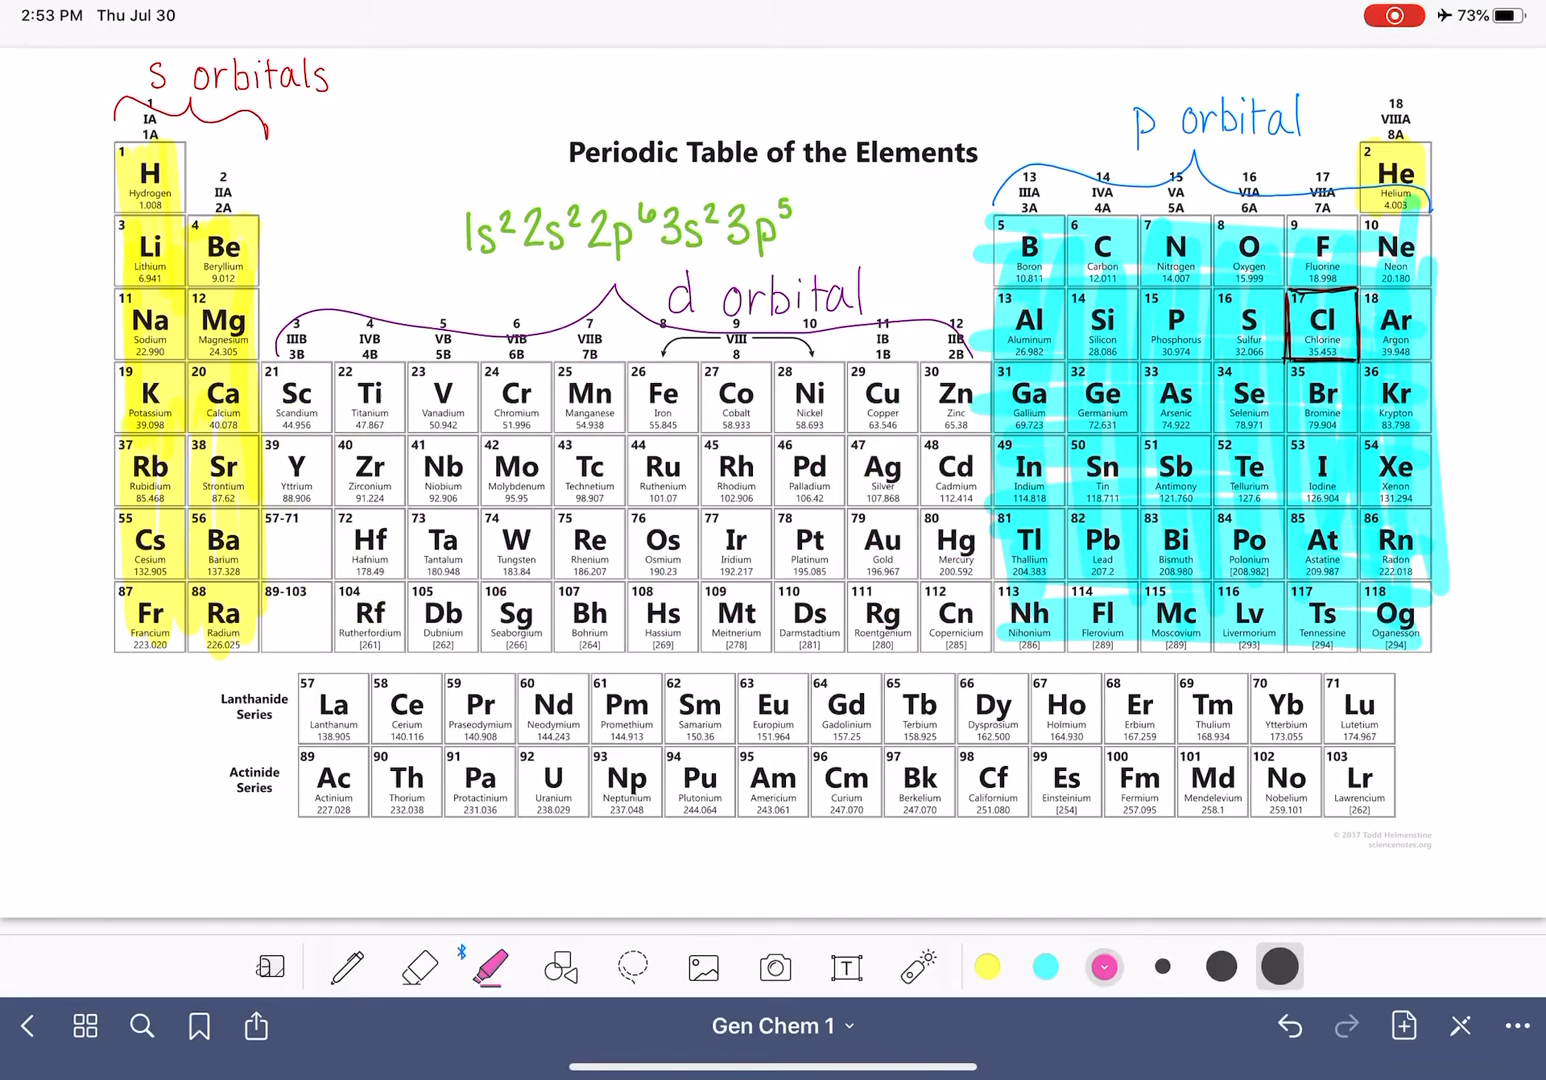 2:53 PM Thu Jul 30
73%
s orbitals
p orbital
1 18
IA VIIIA
1A 8A
Periodic Table of the Elements
1 2
H He
Hydrogen Helium
1.008 4.003
2 13 14 15 16 17
IIA IIIA IVA VA VIA VIIA
2A 3A 4A 5A 6A 7A
1s² 2s² 2p⁶ 3s² 3p⁵
3 4 5 6 7 8 9 10
Li Be B C N O F Ne
Lithium Beryllium Boron Carbon Nitrogen Oxygen Fluorine Neon
6.941 9.012 10.811 12.011 14.007 15.999 18.998 20.180
d orbital
11 12 13 14 15 16 17 18
Na Mg Al Si P S Cl Ar
Sodium Magnesium Aluminum Silicon Phosphorus Sulfur Chlorine Argon
22.990 24.305 26.982 28.086 30.974 32.066 35.453 39.948
3 4 5 6 7 8 9 10 11 12
IIIB IVB VB VIB VIIB VIII IB IIB
3B 4B 5B 6B 7B 8 1B 2B
19 20 21 22 23 24 25 26 27 28 29 30 31 32 33 34 35 36
K Ca Sc Ti V Cr Mn Fe Co Ni Cu Zn Ga Ge As Se Br Kr
Potassium Calcium Scandium Titanium Vanadium Chromium Manganese Iron Cobalt Nickel Copper Zinc Gallium Germanium Arsenic Selenium Bromine Krypton
39.098 40.078 44.956 47.867 50.942 51.996 54.938 55.845 58.933 58.693 63.546 65.38 69.723 72.631 74.922 78.971 79.904 83.798
37 38 39 40 41 42 43 44 45 46 47 48 49 50 51 52 53 54
Rb Sr Y Zr Nb Mo Tc Ru Rh Pd Ag Cd In Sn Sb Te I Xe
Rubidium Strontium Yttrium Zirconium Niobium Molybdenum Technetium Ruthenium Rhodium Palladium Silver Cadmium Indium Tin Antimony Tellurium Iodine Xenon
85.468 87.62 88.906 91.224 92.906 95.95 98.907 101.07 102.906 106.42 107.868 112.414 114.818 118.711 121.760 127.6 126.904 131.294
55 56 57-71 72 73 74 75 76 77 78 79 80 81 82 83 84 85 86
Cs Ba Hf Ta W Re Os Ir Pt Au Hg Tl Pb Bi Po At Rn
Cesium Barium Hafnium Tantalum Tungsten Rhenium Osmium Iridium Platinum Gold Mercury Thallium Lead Bismuth Polonium Astatine Radon
132.905 137.328 178.49 180.948 183.84 186.207 190.23 192.217 195.085 196.967 200.592 204.383 207.2 208.980 [208.982] 209.987 222.018
87 88 89-103 104 105 106 107 108 109 110 111 112 113 114 115 116 117 118
Fr Ra Rf Db Sg Bh Hs Mt Ds Rg Cn Nh Fl Mc Lv Ts Og
Francium Radium Rutherfordium Dubnium Seaborgium Bohrium Hassium Meitnerium Darmstadtium Roentgenium Copernicium Nihonium Flerovium Moscovium Livermorium Tennessine Oganesson
223.020 226.025 [261] [262] [266] [264] [269] [278] [281] [280] [285] [286] [289] [289] [293] [294] [294]
Lanthanide
Series
57 58 59 60 61 62 63 64 65 66 67 68 69 70 71
La Ce Pr Nd Pm Sm Eu Gd Tb Dy Ho Er Tm Yb Lu
Lanthanum Cerium Praseodymium Neodymium Promethium Samarium Europium Gadolinium Terbium Dysprosium Holmium Erbium Thulium Ytterbium Lutetium
138.905 140.116 140.908 144.243 144.913 150.36 151.964 157.25 158.925 162.500 164.930 167.259 168.934 173.055 174.967
Actinide
Series
89 90 91 92 93 94 95 96 97 98 99 100 101 102 103
Ac Th Pa U Np Pu Am Cm Bk Cf Es Fm Md No Lr
Actinium Thorium Protactinium Uranium Neptunium Plutonium Americium Curium Berkelium Californium Einsteinium Fermium Mendelevium Nobelium Lawrencium
227.028 232.038 231.036 238.029 237.048 244.064 243.061 247.070 247.070 251.080 [254] 257.095 258.1 259.101 [262]
© 2017 Todd Helmenstine
sciencenotes.org
T
Gen Chem 1